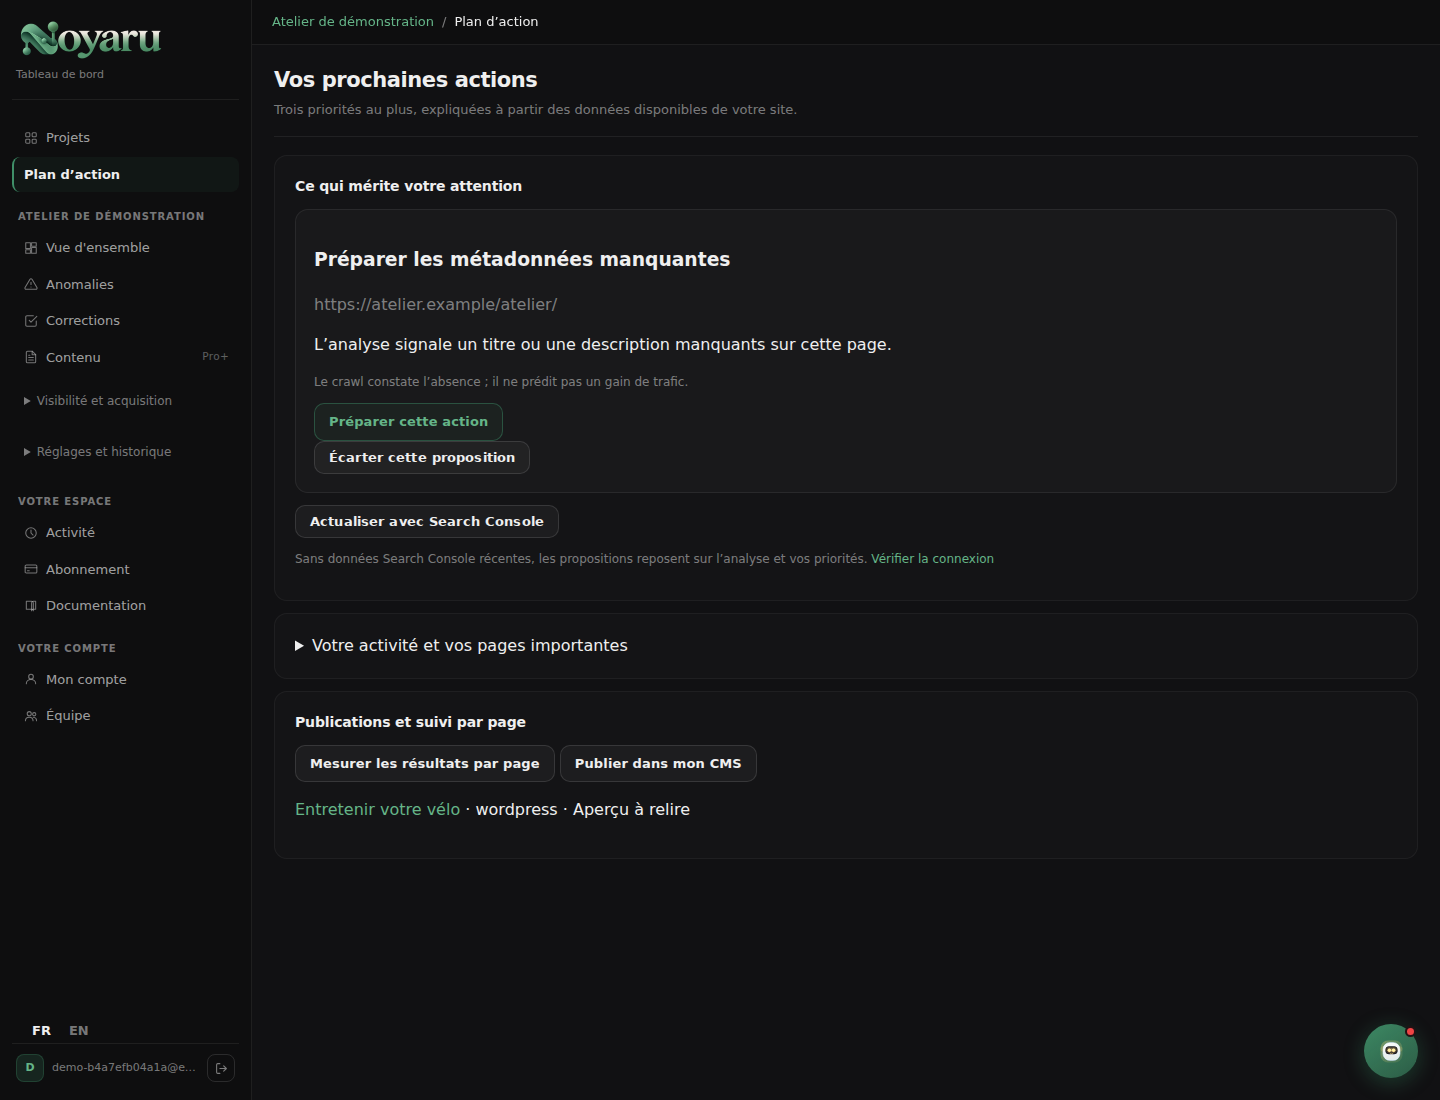 Noyaru
Tableau de bord
Projets
Plan d’action
ATELIER DE DÉMONSTRATION
Vue d'ensemble
Anomalies
Corrections
Contenu Pro+
Visibilité et acquisition
Réglages et historique
VOTRE ESPACE
Activité
Abonnement
Documentation
VOTRE COMPTE
Mon compte
Équipe
FR EN
D demo-b4a7efb04a1a@e...
Atelier de démonstration / Plan d’action
Vos prochaines actions
Trois priorités au plus, expliquées à partir des données disponibles de votre site.
Ce qui mérite votre attention
Préparer les métadonnées manquantes
https://atelier.example/atelier/
L’analyse signale un titre ou une description manquants sur cette page.
Le crawl constate l’absence ; il ne prédit pas un gain de trafic.
Préparer cette action
Écarter cette proposition
Actualiser avec Search Console
Sans données Search Console récentes, les propositions reposent sur l’analyse et vos priorités. Vérifier la connexion
Votre activité et vos pages importantes
Publications et suivi par page
Mesurer les résultats par page Publier dans mon CMS
Entretenir votre vélo · wordpress · Aperçu à relire